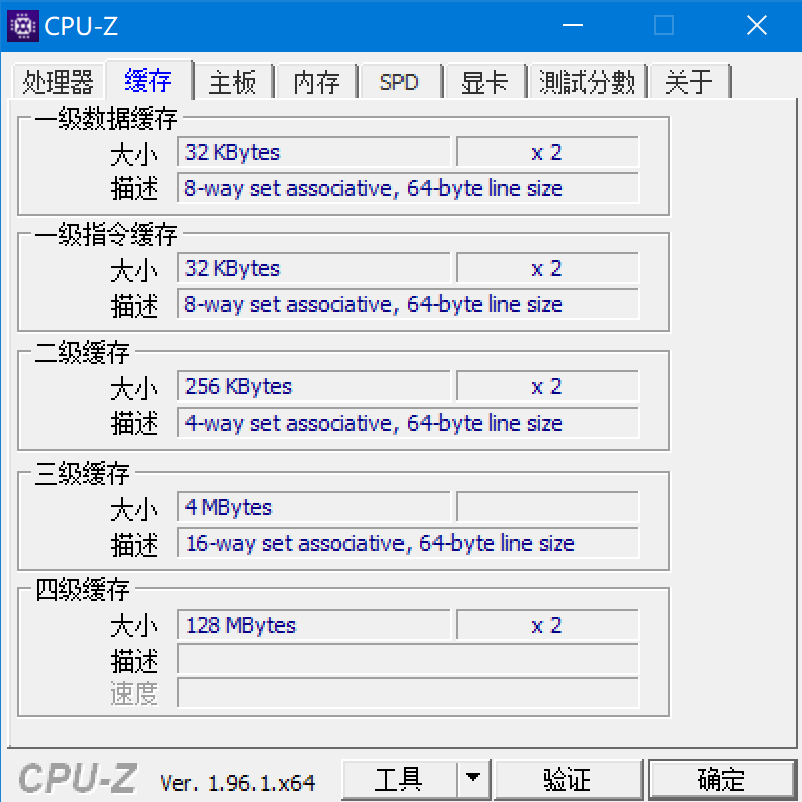 CPU-Z
处理器 缓存 主板 内存 SPD 显卡 測試分數 关于
一级数据缓存
大小 32 KBytes x 2
描述 8-way set associative, 64-byte line size
一级指令缓存
大小 32 KBytes x 2
描述 8-way set associative, 64-byte line size
二级缓存
大小 256 KBytes x 2
描述 4-way set associative, 64-byte line size
三级缓存
大小 4 MBytes
描述 16-way set associative, 64-byte line size
四级缓存
大小 128 MBytes x 2
描述
速度
CPU-Z Ver. 1.96.1.x64 工具 验证 确定